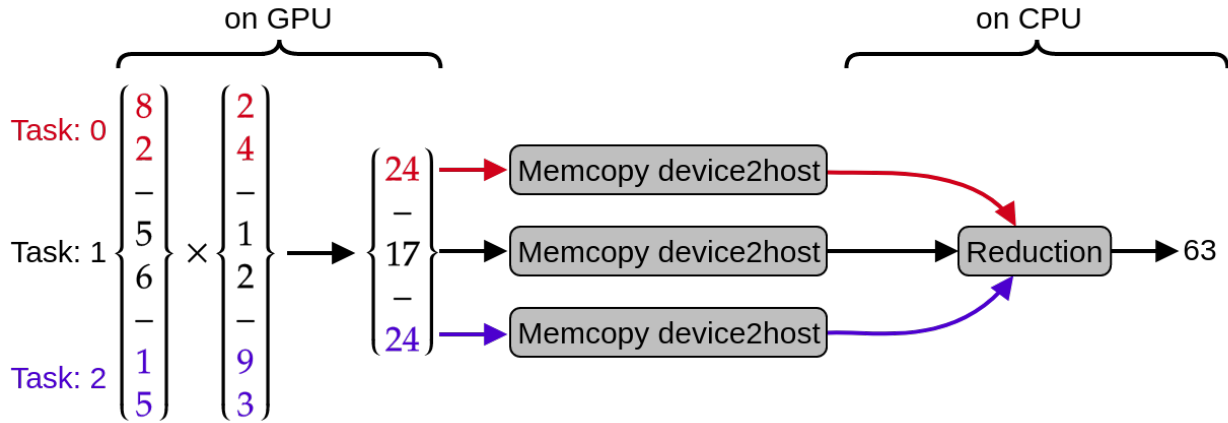 on GPU
on CPU
Task: 0
8
2
–
5
6
–
1
5
Task: 1
Task: 2
×
2
4
–
1
2
–
9
3
24
–
17
–
24
Memcopy device2host
Memcopy device2host
Memcopy device2host
Reduction
63